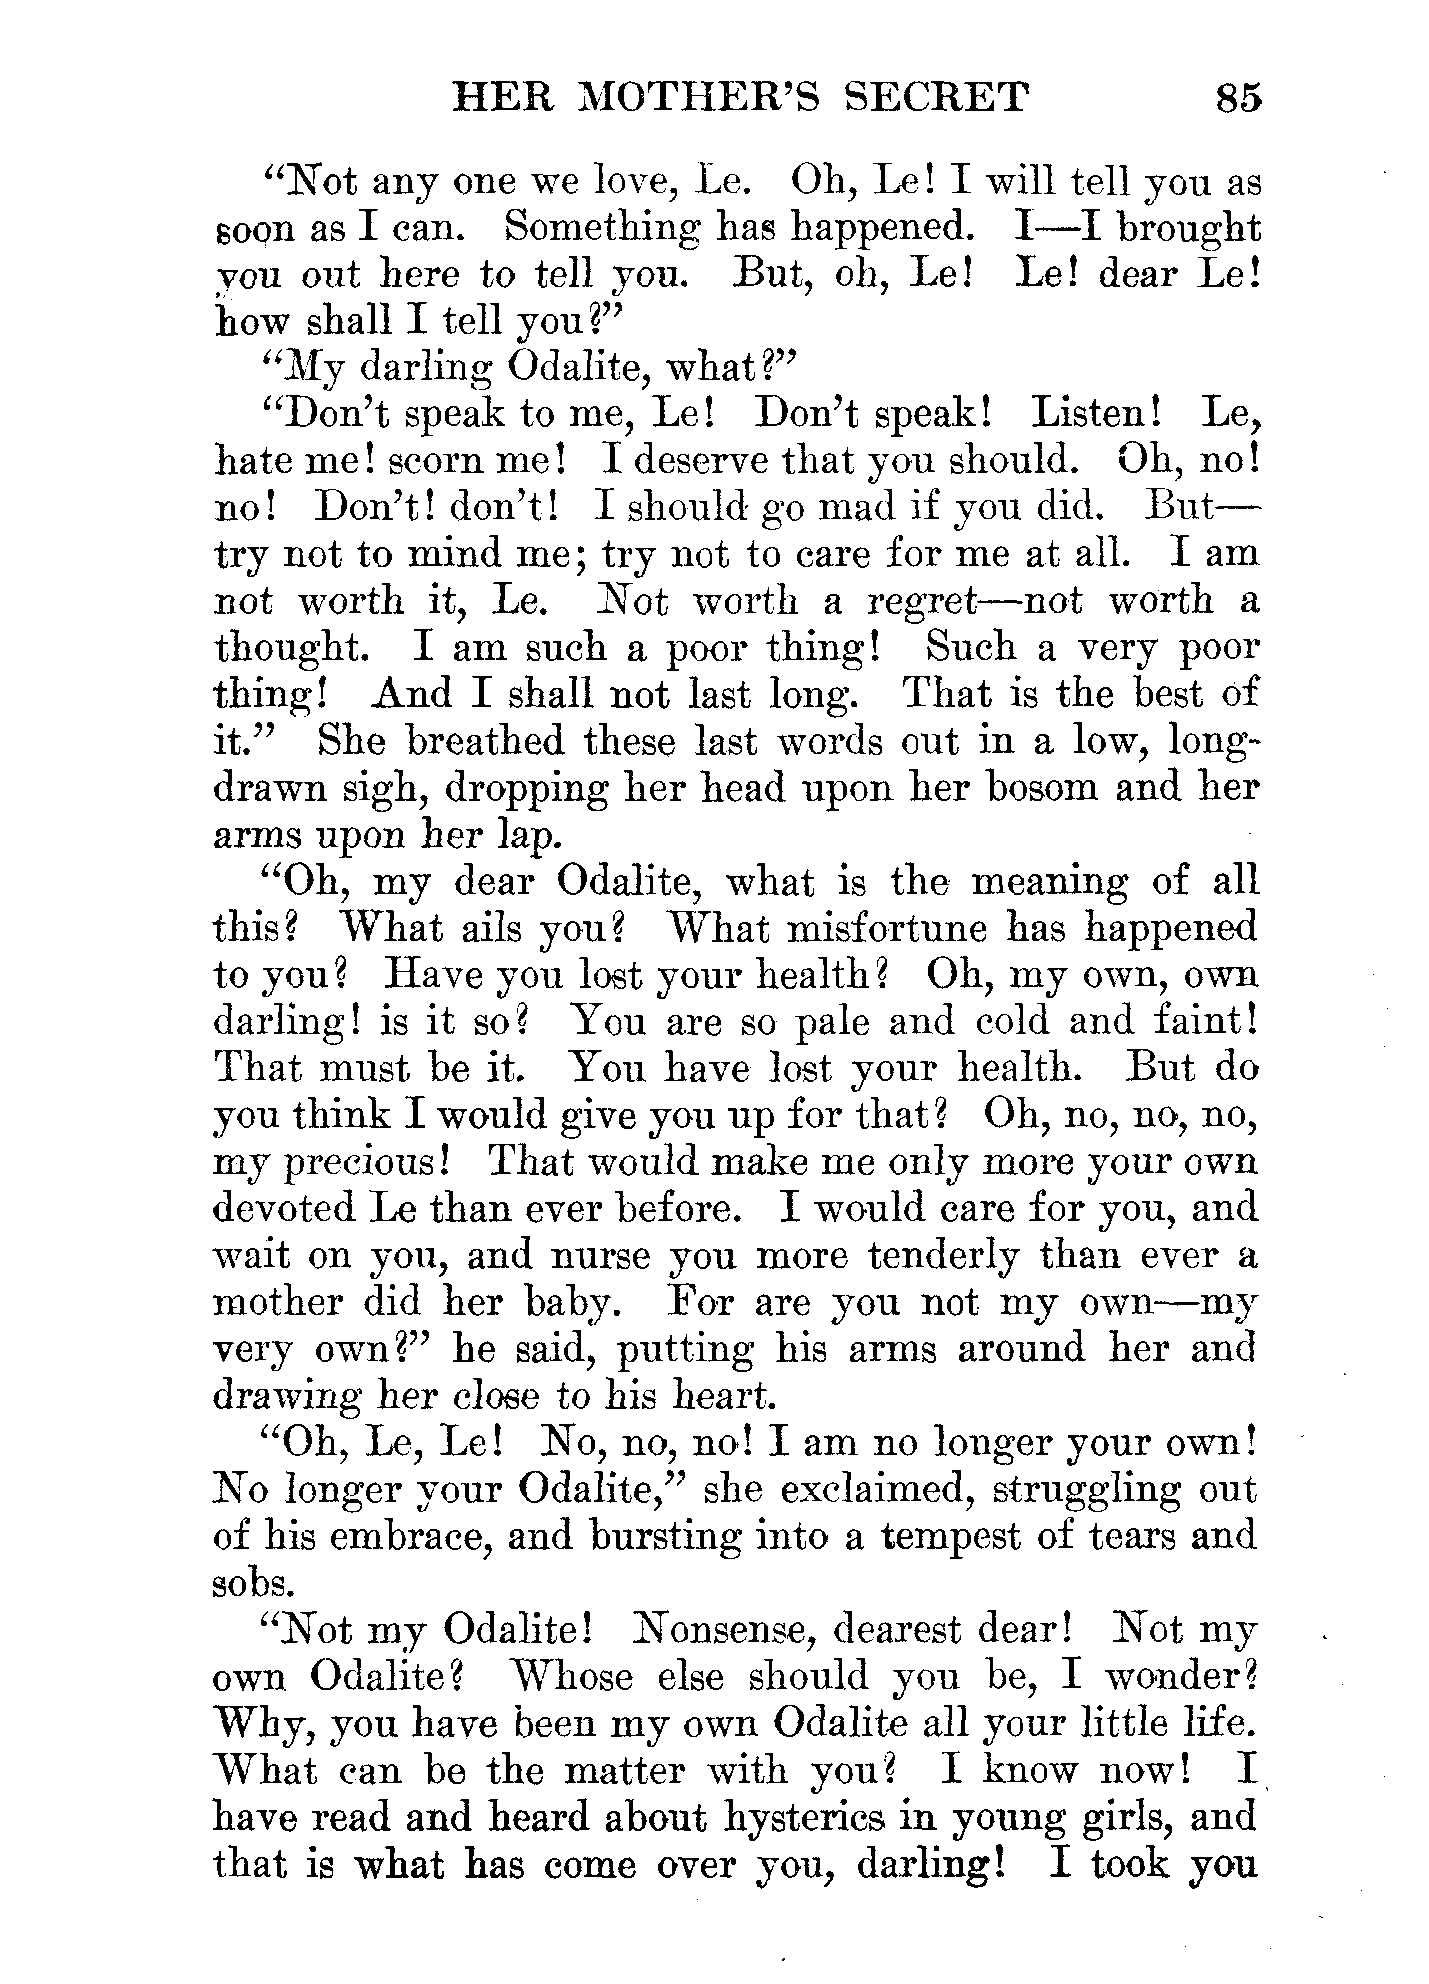 HER MOTHER'S SECRET 85
"Not any one we love, Le. Oh, Le! I will tell you as
soon as I can. Something has happened. I—I brought
you out here to tell you. But, oh, Le! Le! dear Le!
how shall I tell you?"
"My darling Odalite, what?"
"Don't speak to me, Le! Don't speak! Listen! Le,
hate me! scorn me! I deserve that you should. Oh, no!
no! Don't! don't! I should go mad if you did. But—
try not to mind me; try not to care for me at all. I am
not worth it, Le. Not worth a regret—not worth a
thought. I am such a poor thing! Such a very poor
thing! And I shall not last long. That is the best of
it." She breathed these last words out in a low, long-
drawn sigh, dropping her head upon her bosom and her
arms upon her lap.
"Oh, my dear Odalite, what is the meaning of all
this? What ails you? What misfortune has happened
to you? Have you lost your health? Oh, my own, own
darling! is it so? You are so pale and cold and faint!
That must be it. You have lost your health. But do
you think I would give you up for that? Oh, no, no, no,
my precious! That would make me only more your own
devoted Le than ever before. I would care for you, and
wait on you, and nurse you more tenderly than ever a
mother did her baby. For are you not my own—my
very own?" he said, putting his arms around her and
drawing her close to his heart.
"Oh, Le, Le! No, no, no! I am no longer your own!
No longer your Odalite," she exclaimed, struggling out
of his embrace, and bursting into a tempest of tears and
sobs.
"Not my Odalite! Nonsense, dearest dear! Not my
own Odalite? Whose else should you be, I wonder?
Why, you have been my own Odalite all your little life.
What can be the matter with you? I know now! I
have read and heard about hysterics in young girls, and
that is what has come over you, darling! I took you